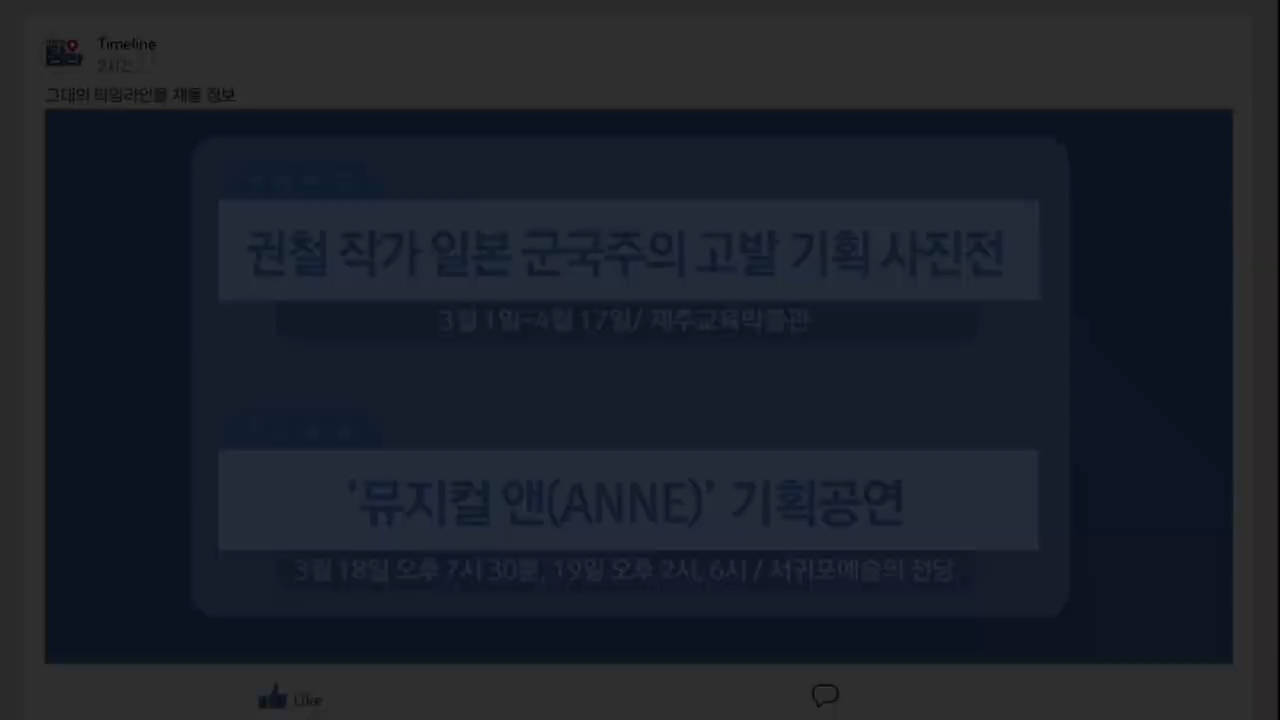 Timeline
2시간
그대의 타임라인을 채울 정보
권철 작가 일본 군국주의 고발 기획 사진전
3월 1일-4월 17일/ 제주교육박물관
'뮤지컬 앤(ANNE)' 기획공연
3월 18일 오후 7시 30분, 19일 오후 2시, 6시 / 서귀포예술의 전당
Like